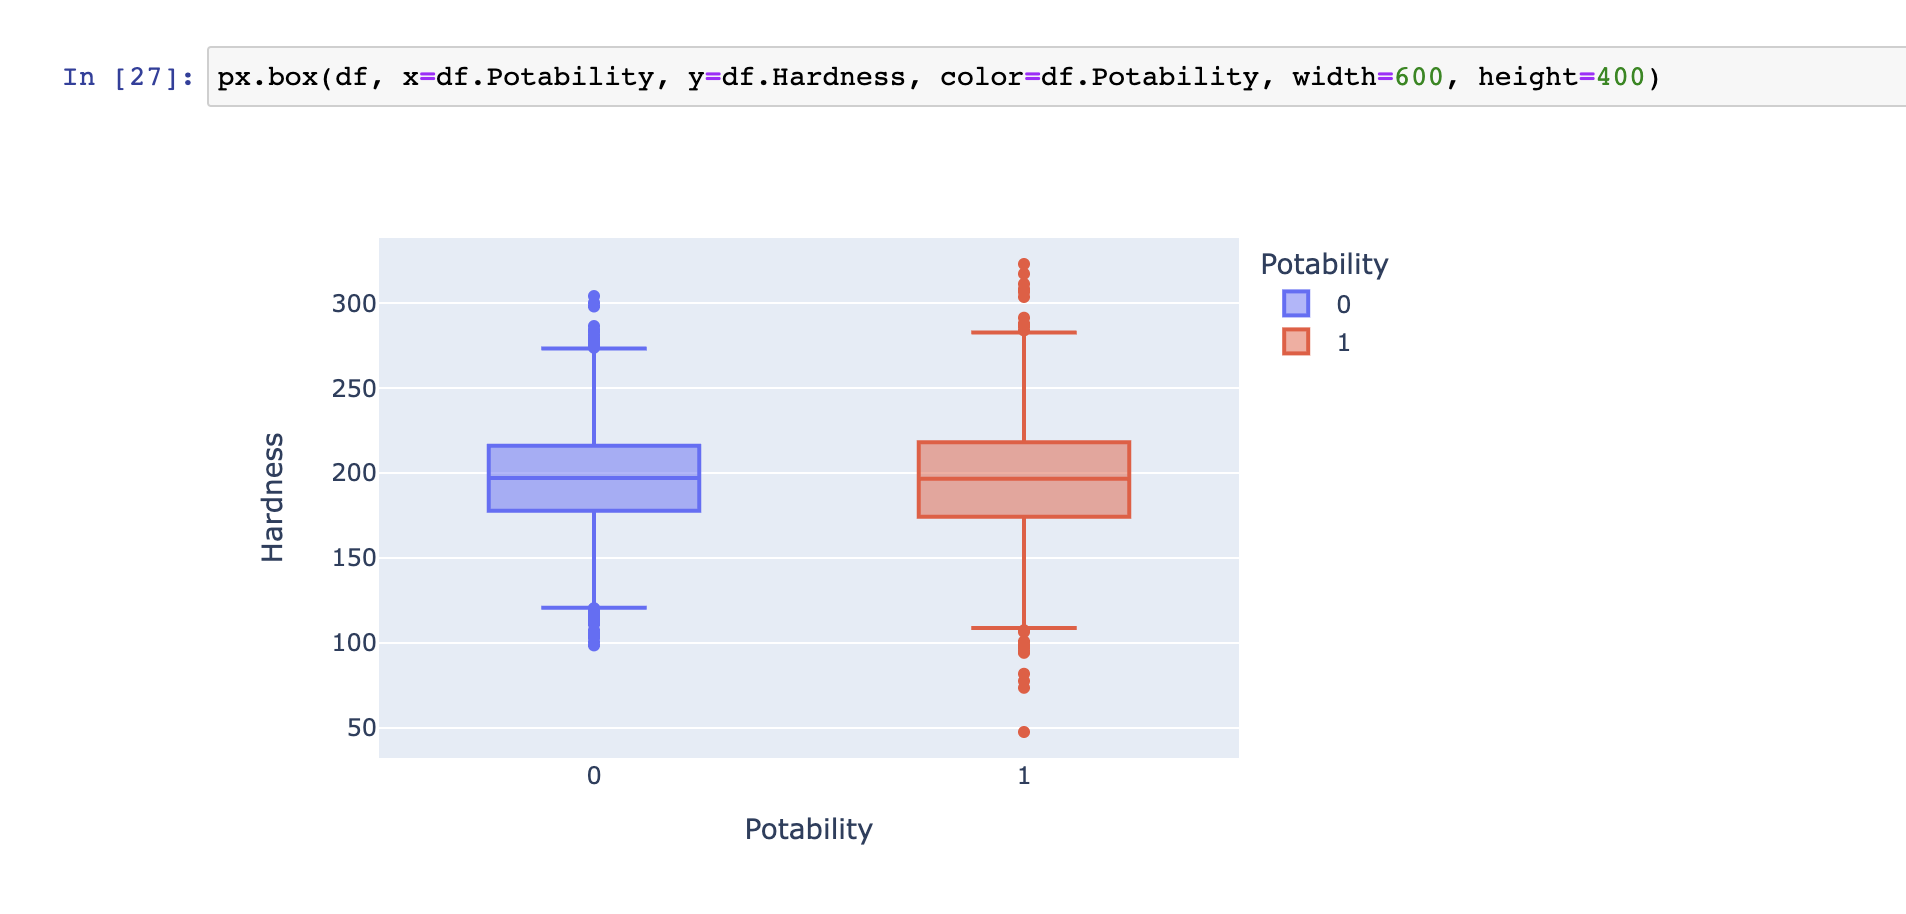 In [27]: px.box(df, x=df.Potability, y=df.Hardness, color=df.Potability, width=600, height=400)
Potability
0
1
300
250
200
150
100
50
Hardness
0 1
Potability